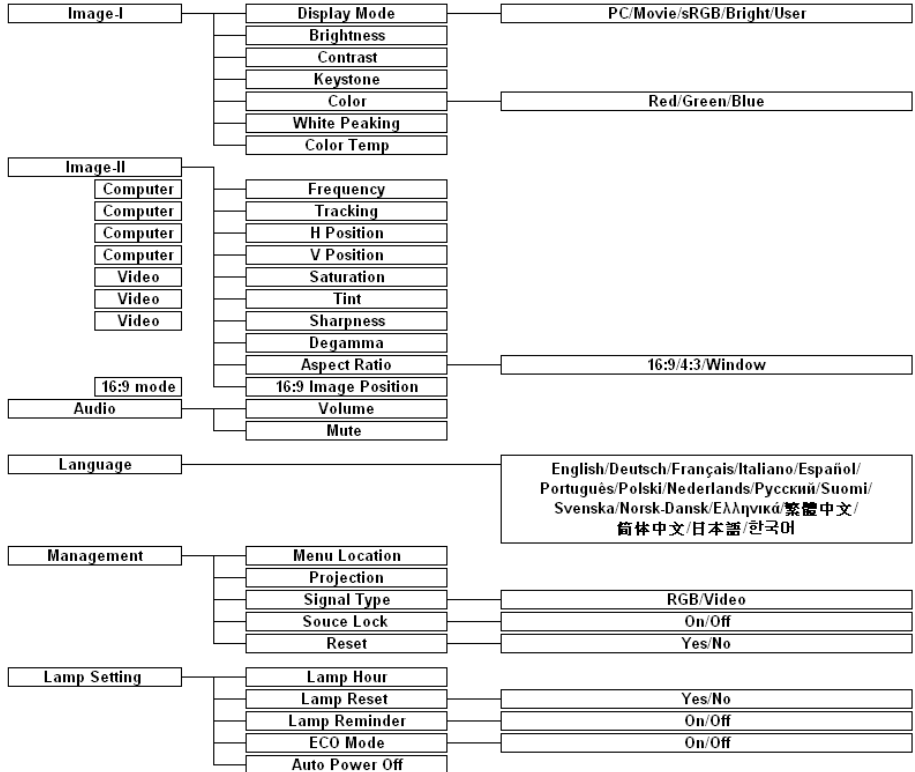 Image-I Display Mode PC/Movie/sRGB/Bright/User
Brightness
Contrast
Keystone
Color Red/Green/Blue
White Peaking
Color Temp
Image-II
Computer Frequency
Computer Tracking
Computer H Position
Computer V Position
Video Saturation
Video Tint
Video Sharpness
Degamma
Aspect Ratio 16:9/4:3/Window
16:9 mode 16:9 Image Position
Audio Volume
Mute
Language English/Deutsch/Français/Italiano/Español/
Portuguès/Polski/Nederlands/Русский/Suomi/
Svenska/Norsk-Dansk/Ελληνικά/繁體中文/
简体中文/日本語/한국어
Management Menu Location
Projection
Signal Type RGB/Video
Souce Lock On/Off
Reset Yes/No
Lamp Setting Lamp Hour
Lamp Reset Yes/No
Lamp Reminder On/Off
ECO Mode On/Off
Auto Power Off